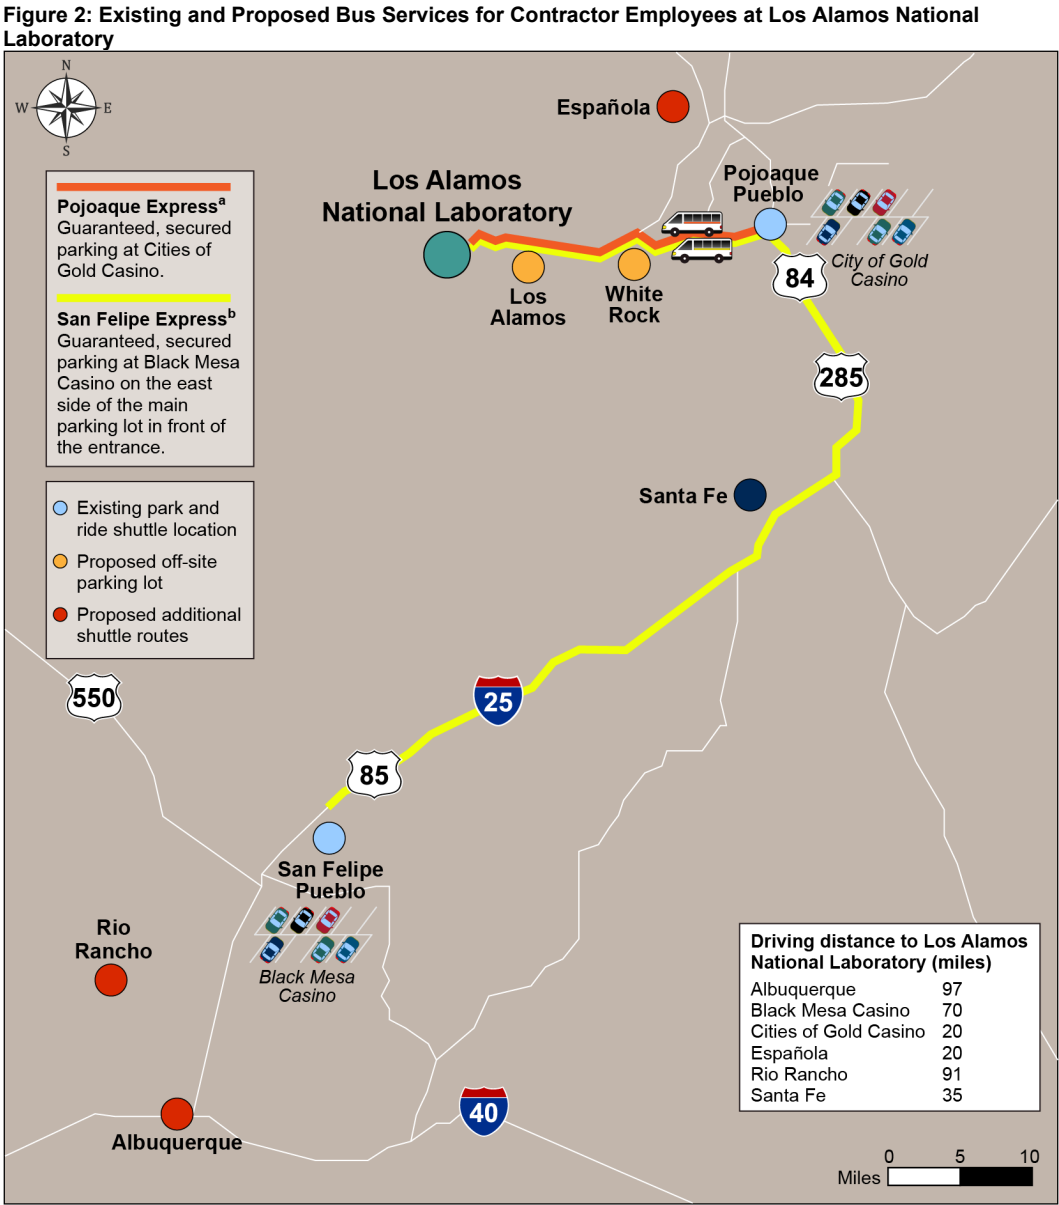 Figure 2: Existing and Proposed Bus Services for Contractor Employees at Los Alamos National
Laboratory
N
W
E
S
Española
Los Alamos
National Laboratory
Pojoaque
Pueblo
City of Gold
Casino
Los
Alamos
White
Rock
84
285
Pojoaque Expressᵃ
Guaranteed, secured
parking at Cities of
Gold Casino.
San Felipe Expressᵇ
Guaranteed, secured
parking at Black Mesa
Casino on the east
side of the main
parking lot in front of
the entrance.
Existing park and
ride shuttle location
Proposed off-site
parking lot
Proposed additional
shuttle routes
Santa Fe
550
25
85
San Felipe
Pueblo
Black Mesa
Casino
Rio
Rancho
Albuquerque
40
Driving distance to Los Alamos
National Laboratory (miles)
Albuquerque 97
Black Mesa Casino 70
Cities of Gold Casino 20
Española 20
Rio Rancho 91
Santa Fe 35
0 5 10
Miles